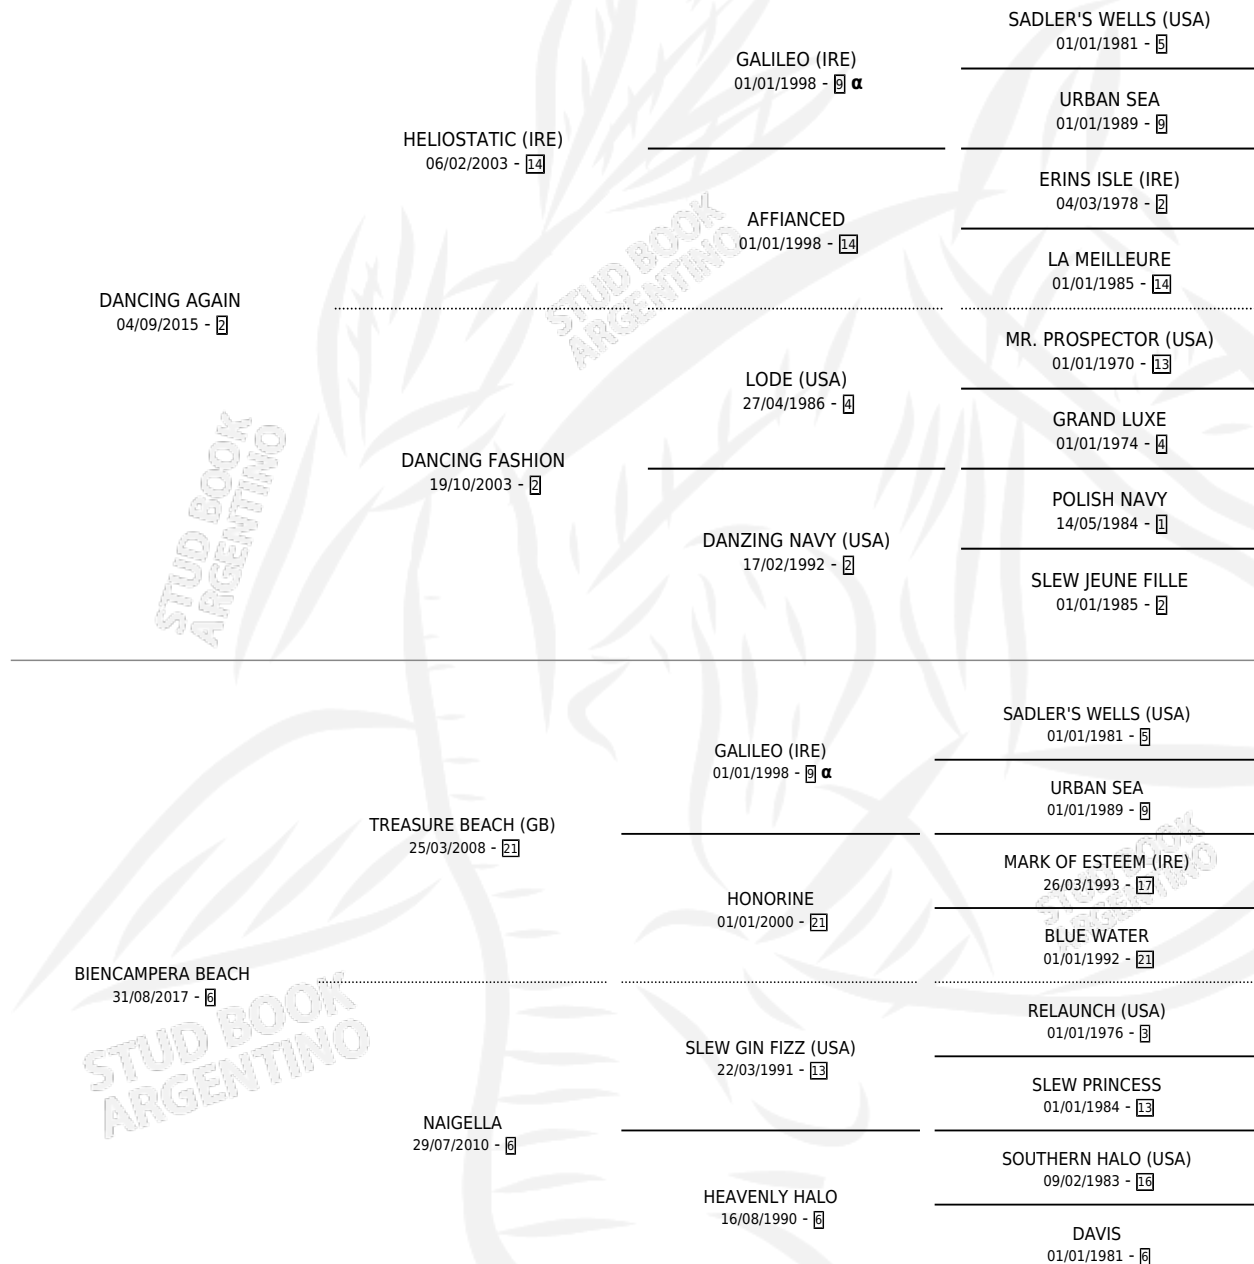 SADLER'S WELLS (USA)
01/01/1981 - 5
GALILEO (IRE)
01/01/1998 - 9 α
URBAN SEA
01/01/1989 - 9
HELIOSTATIC (IRE)
06/02/2003 - 14
ERINS ISLE (IRE)
04/03/1978 - 2
AFFIANCED
01/01/1998 - 14
LA MEILLEURE
01/01/1985 - 14
DANCING AGAIN
04/09/2015 - 2
MR. PROSPECTOR (USA)
01/01/1970 - 13
LODE (USA)
27/04/1986 - 4
GRAND LUXE
01/01/1974 - 4
DANCING FASHION
19/10/2003 - 2
POLISH NAVY
14/05/1984 - 1
DANZING NAVY (USA)
17/02/1992 - 2
SLEW JEUNE FILLE
01/01/1985 - 2
STUD BOOK
ARGENTINO
STUD BOOK
ARGENTINO
SADLER'S WELLS (USA)
01/01/1981 - 5
GALILEO (IRE)
01/01/1998 - 9 α
URBAN SEA
01/01/1989 - 9
TREASURE BEACH (GB)
25/03/2008 - 21
MARK OF ESTEEM (IRE)
26/03/1993 - 17
HONORINE
01/01/2000 - 21
BLUE WATER
01/01/1992 - 21
STUD BOOK
ARGENTINO
BIENCAMPERA BEACH
31/08/2017 - 6
RELAUNCH (USA)
01/01/1976 - 3
SLEW GIN FIZZ (USA)
22/03/1991 - 13
SLEW PRINCESS
01/01/1984 - 13
STUD BOOK
ARGENTINO
NAIGELLA
29/07/2010 - 6
SOUTHERN HALO (USA)
09/02/1983 - 16
HEAVENLY HALO
16/08/1990 - 6
DAVIS
01/01/1981 - 6